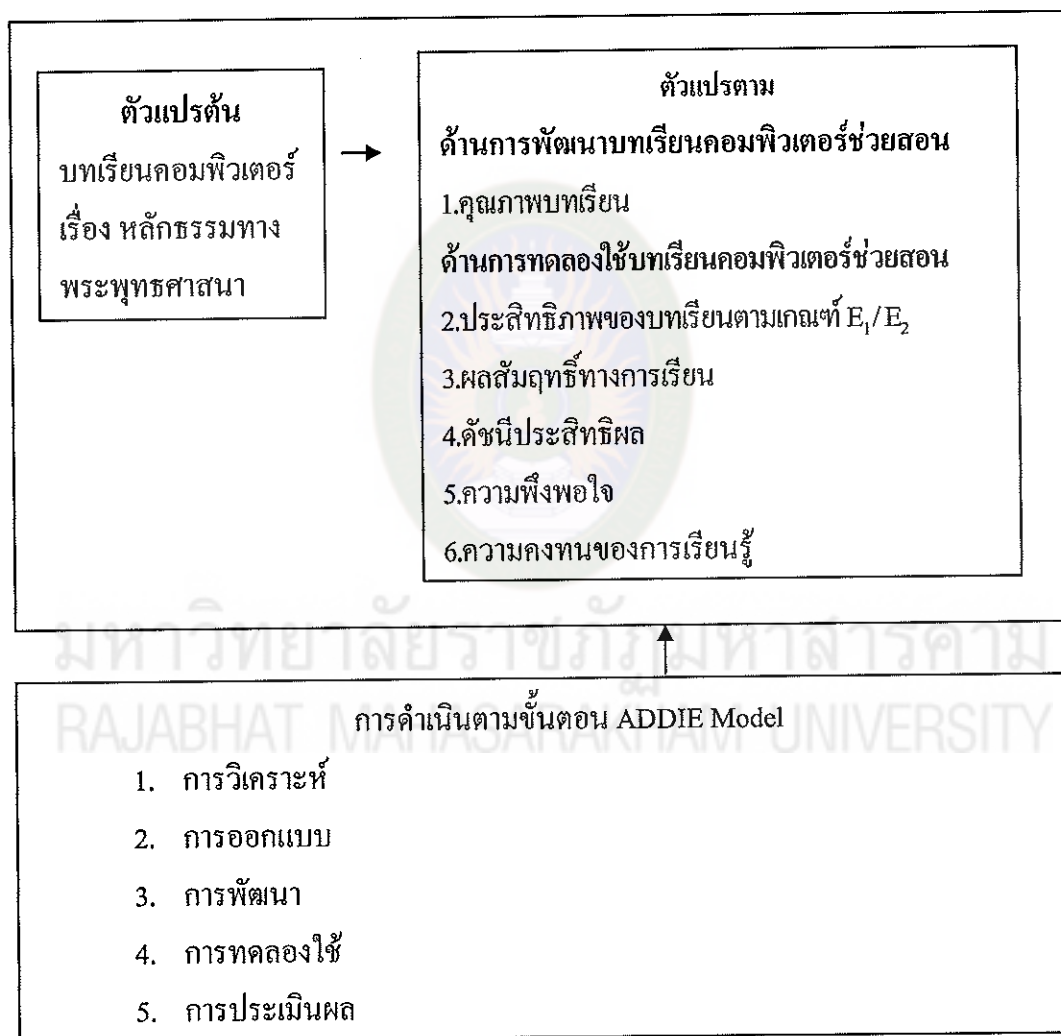 ตัวแปรต้น
บทเรียนคอมพิวเตอร์
เรื่อง หลักธรรมทาง
พระพุทธศาสนา
ตัวแปรตาม
ด้านการพัฒนาบทเรียนคอมพิวเตอร์ช่วยสอน
1.คุณภาพบทเรียน
ด้านการทดลองใช้บทเรียนคอมพิวเตอร์ช่วยสอน
2.ประสิทธิภาพของบทเรียนตามเกณฑ์ E₁/E₂
3.ผลสัมฤทธิ์ทางการเรียน
4.ดัชนีประสิทธิผล
5.ความพึงพอใจ
6.ความคงทนของการเรียนรู้
มหาวิทยาลัยราชภัฏมหาสารคาม
RAJABHAT MAHASARAKHAM UNIVERSITY
การดำเนินตามขั้นตอน ADDIE Model
1. การวิเคราะห์
2. การออกแบบ
3. การพัฒนา
4. การทดลองใช้
5. การประเมินผล